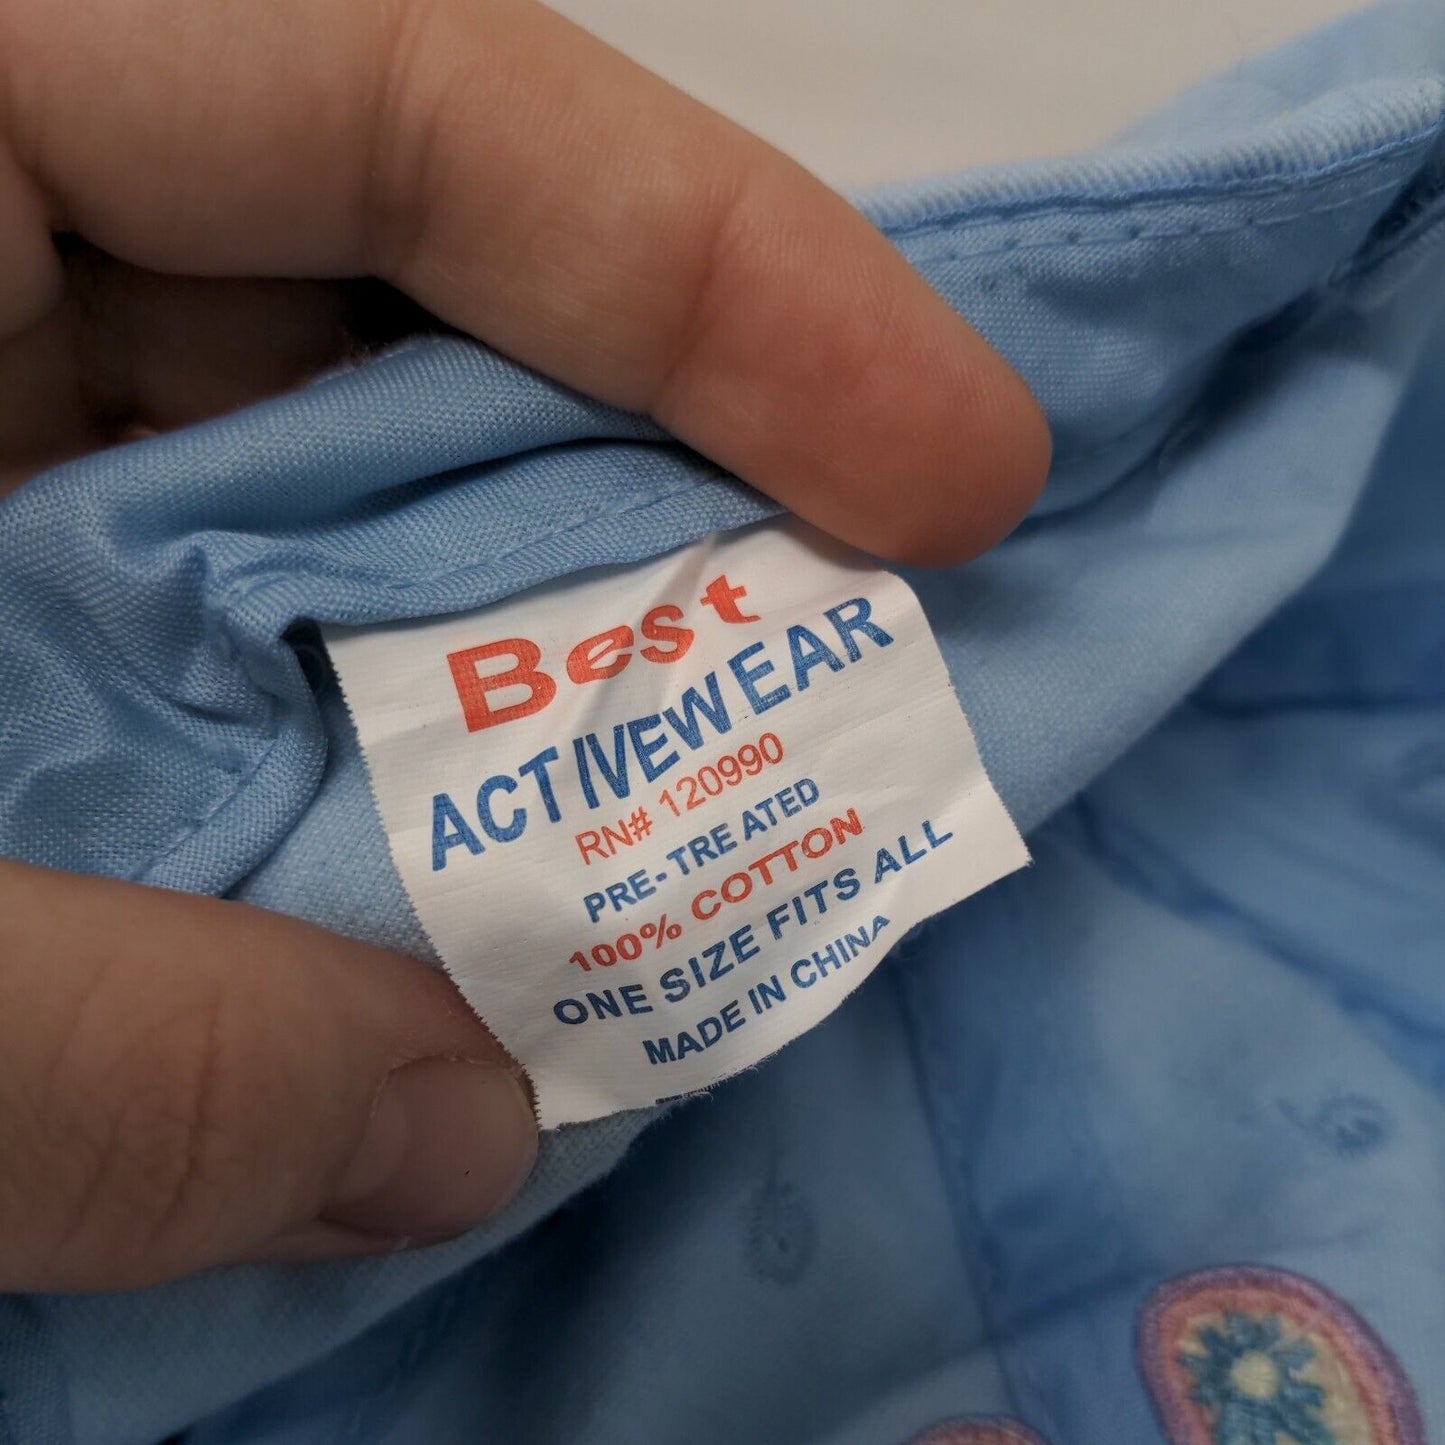 Best
ACTIVEWEAR
RN# 120990
PRE-TREATED
100% COTTON
ONE SIZE FITS ALL
MADE IN CHINA